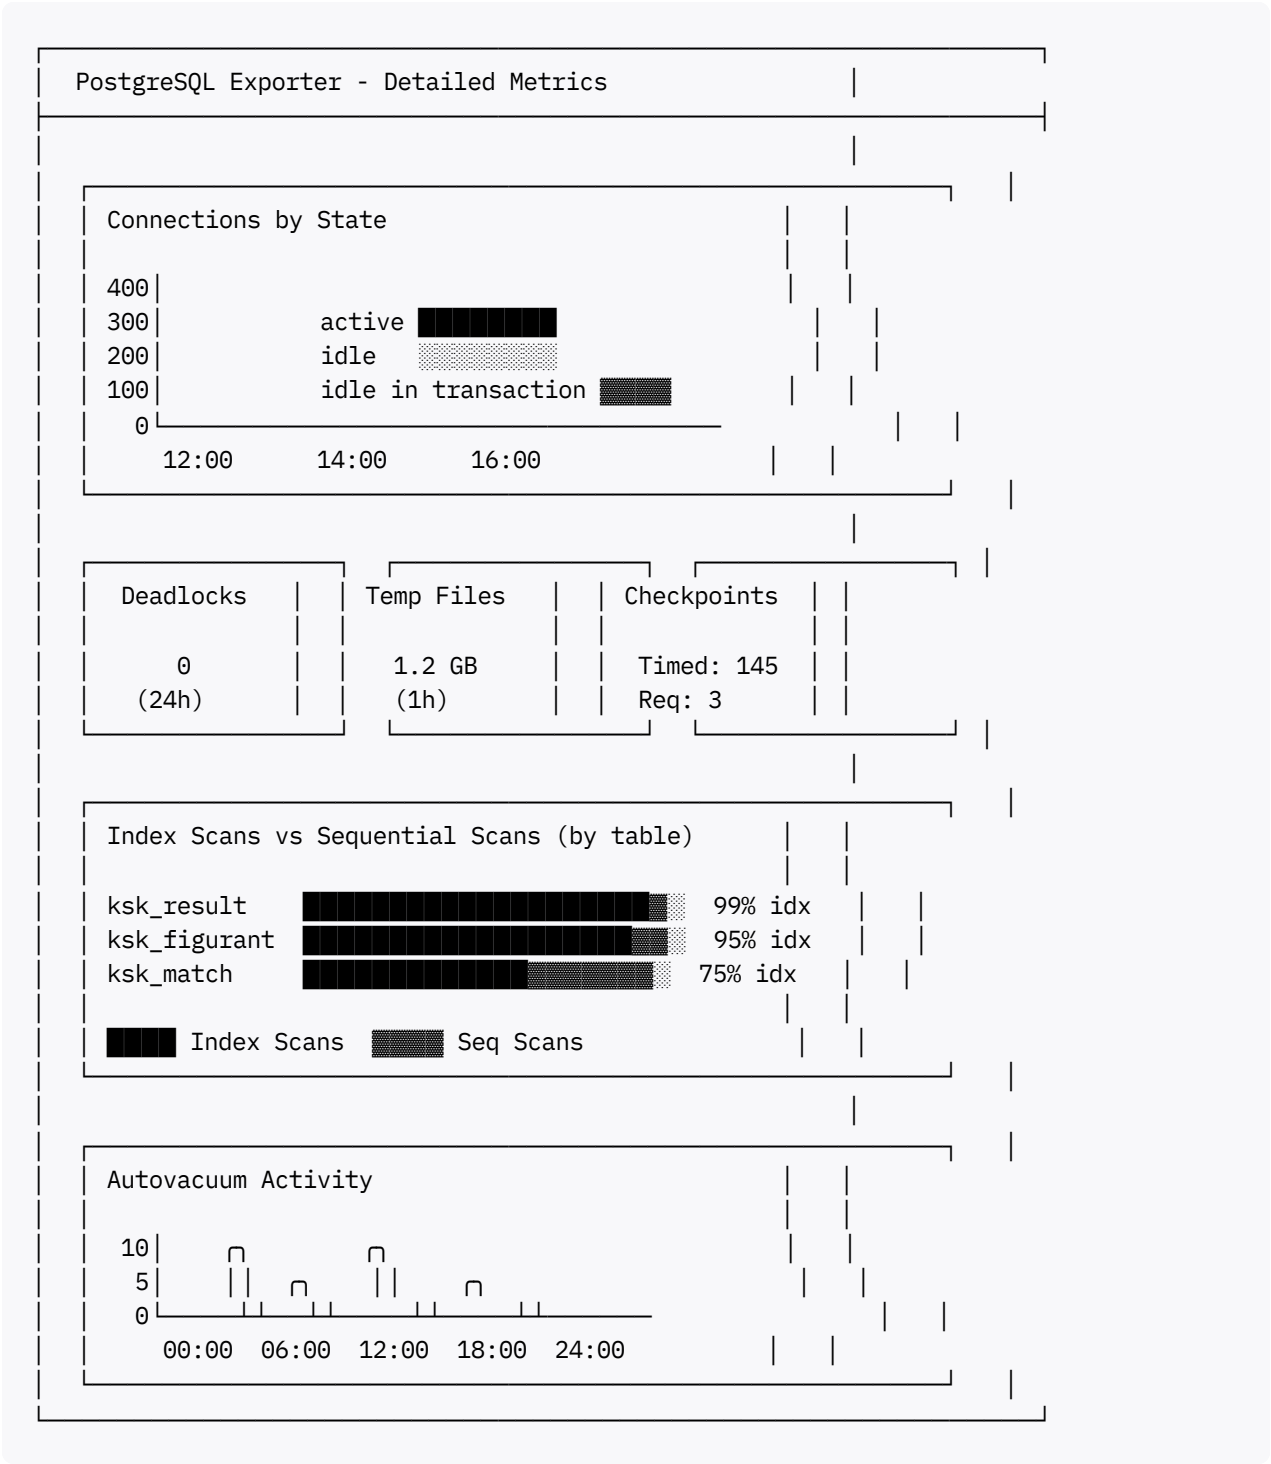 PostgreSQL Exporter - Detailed Metrics
Connections by State
400
300 active
200 idle
100 idle in transaction
0
12:00 14:00 16:00
Deadlocks Temp Files Checkpoints
0 1.2 GB Timed: 145
(24h) (1h) Req: 3
Index Scans vs Sequential Scans (by table)
ksk_result 99% idx
ksk_figurant 95% idx
ksk_match 75% idx
Index Scans Seq Scans
Autovacuum Activity
10
5
0
00:00 06:00 12:00 18:00 24:00